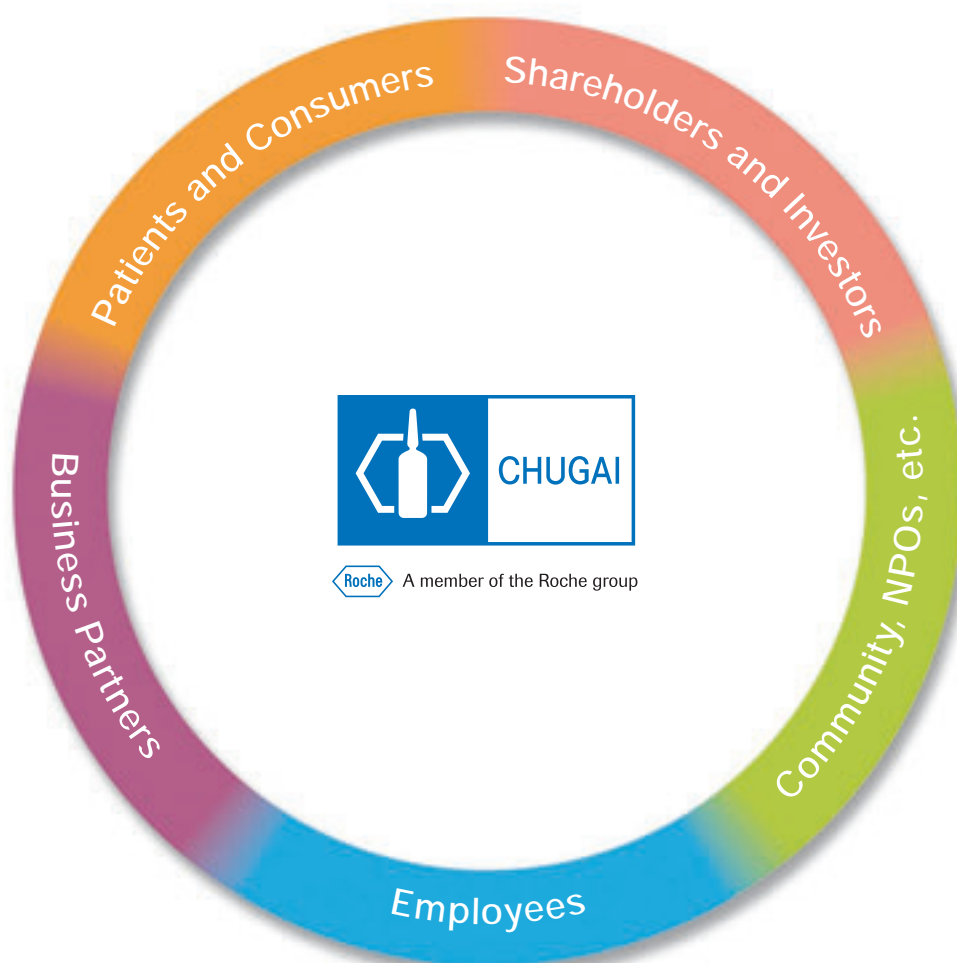 Patients and Consumers
Shareholders and Investors
Community, NPOs, etc.
Employees
Business Partners
CHUGAI
Roche A member of the Roche group